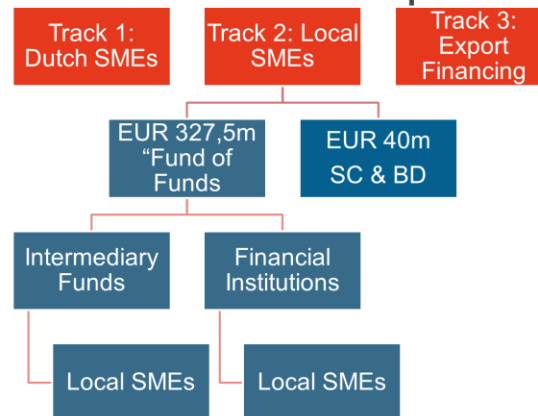 Track 1:
Dutch SMEs
Track 2: Local
SMEs
Track 3:
Export
Financing
EUR 327,5m
“Fund of
Funds
EUR 40m
SC & BD
Intermediary
Funds
Financial
Institutions
Local SMEs
Local SMEs